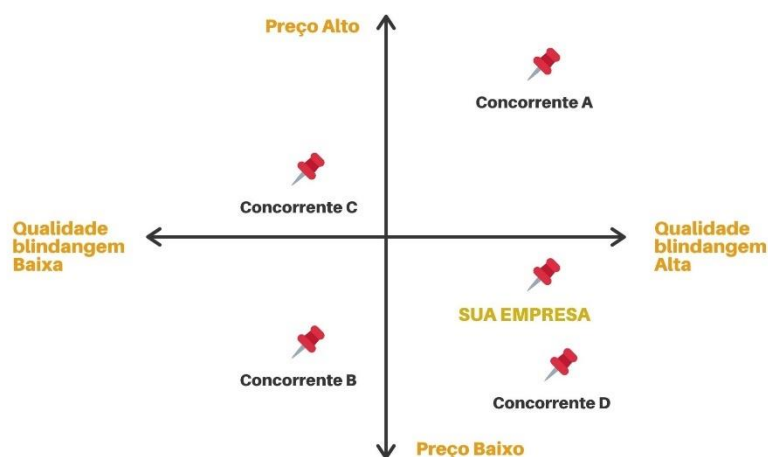 Preço Alto
Concorrente A
Concorrente C
Qualidade
blindangem
Baixa
Qualidade
blindangem
Alta
SUA EMPRESA
Concorrente B
Concorrente D
Preço Baixo